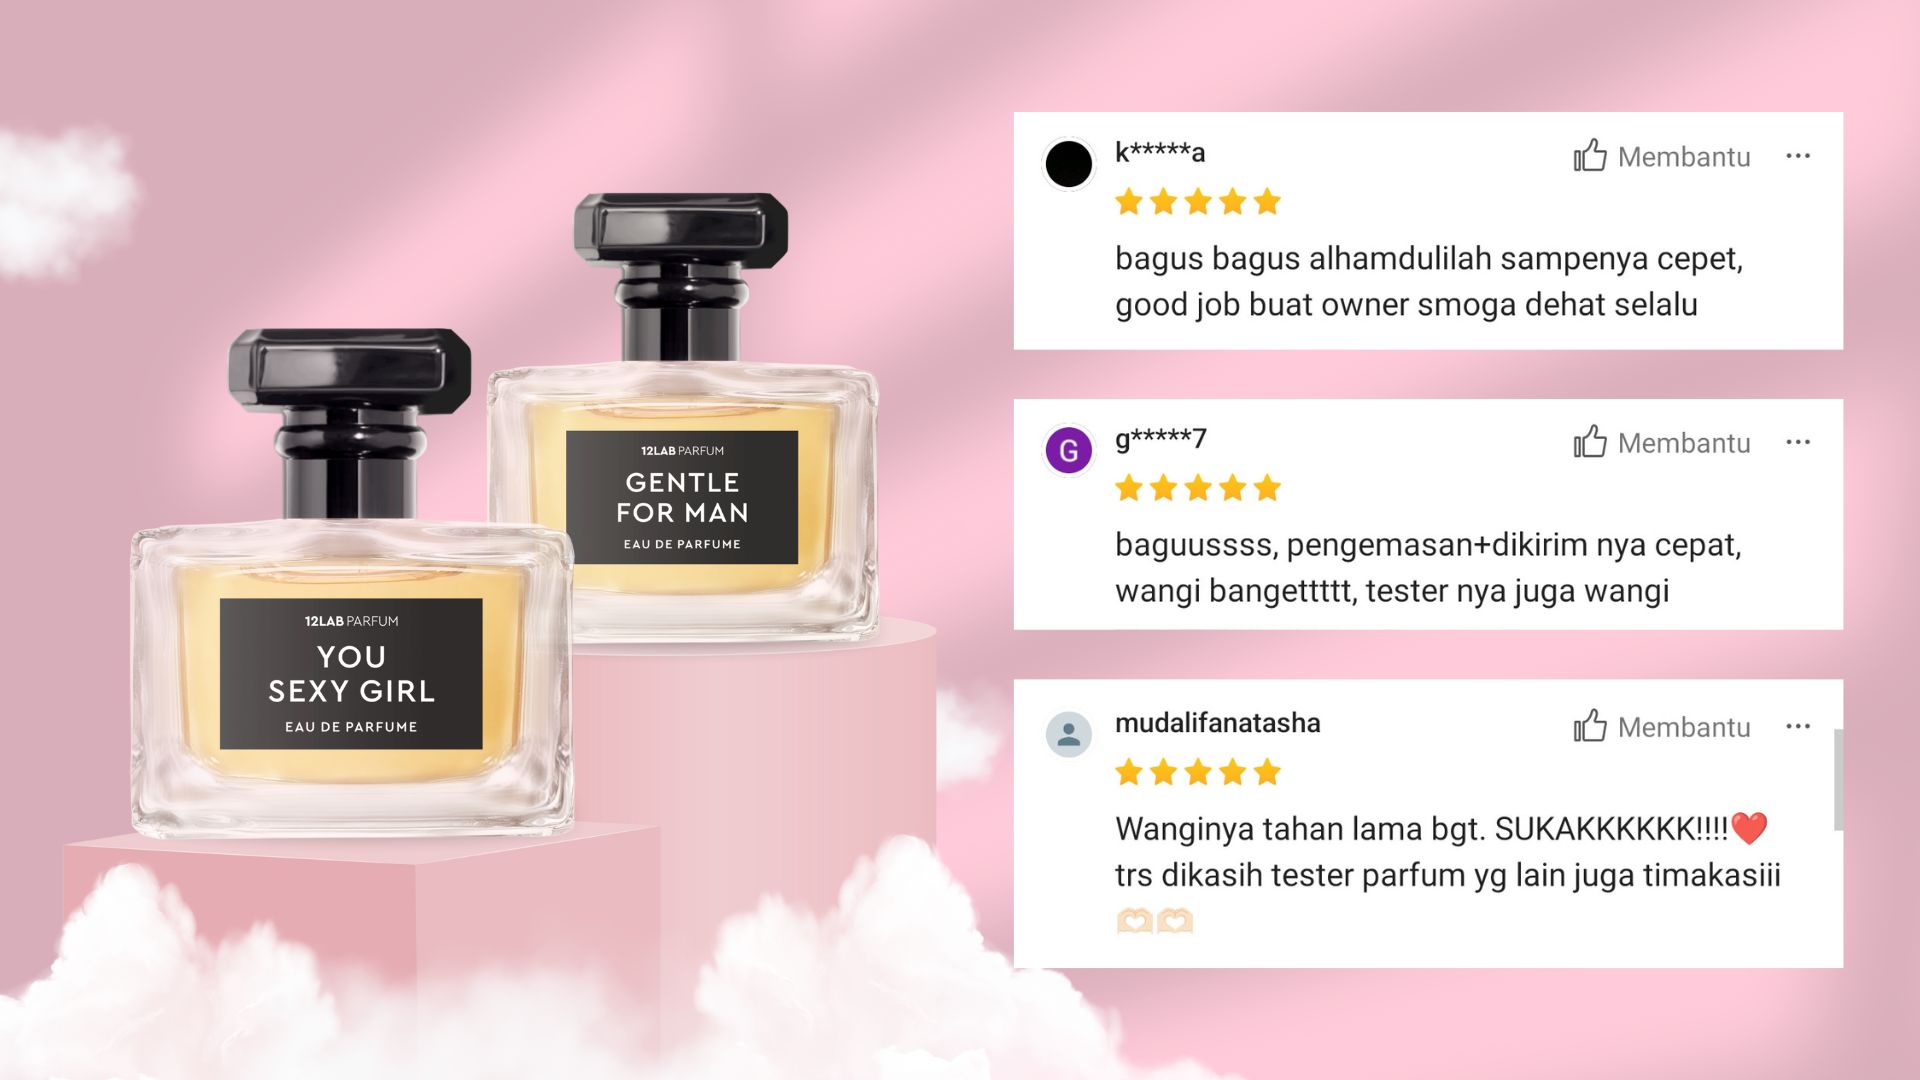 12LAB PARFUM
GENTLE
FOR MAN
EAU DE PARFUME
12LAB PARFUM
YOU
SEXY GIRL
EAU DE PARFUME
k*****a
Membantu
bagus bagus alhamdulilah sampenya cepet,
good job buat owner smoga dehat selalu
G
g*****7
Membantu
baguussss, pengemasan+dikirim nya cepat,
wangi bangettttt, tester nya juga wangi
mudalifanatasha
Membantu
Wanginya tahan lama bgt. SUKAKKKKKK!!!!❤️
trs dikasih tester parfum yg lain juga timakasiii
🫶🏻🫶🏻